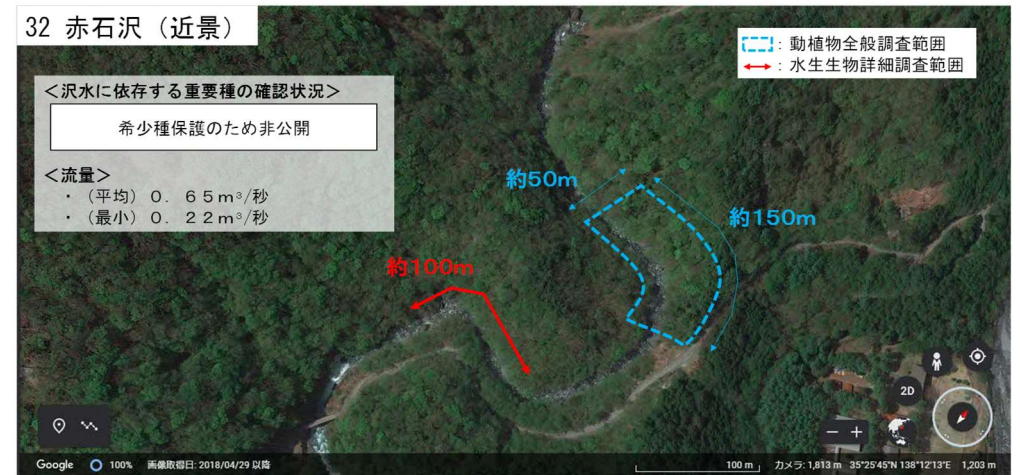 32 赤石沢（近景）
：動植物全般調査範囲
：水生生物詳細調査範囲
＜沢水に依存する重要種の確認状況＞
希少種保護のため非公開
＜流量＞
・（平均）０．６５ｍ³/秒
・（最小）０．２２ｍ³/秒
約50m
約150m
約100m
2D
Google 100% 画像取得日: 2018/04/29 以降 100 m カメラ: 1,813 m 35°25'45"N 138°12'13"E 1,203 m